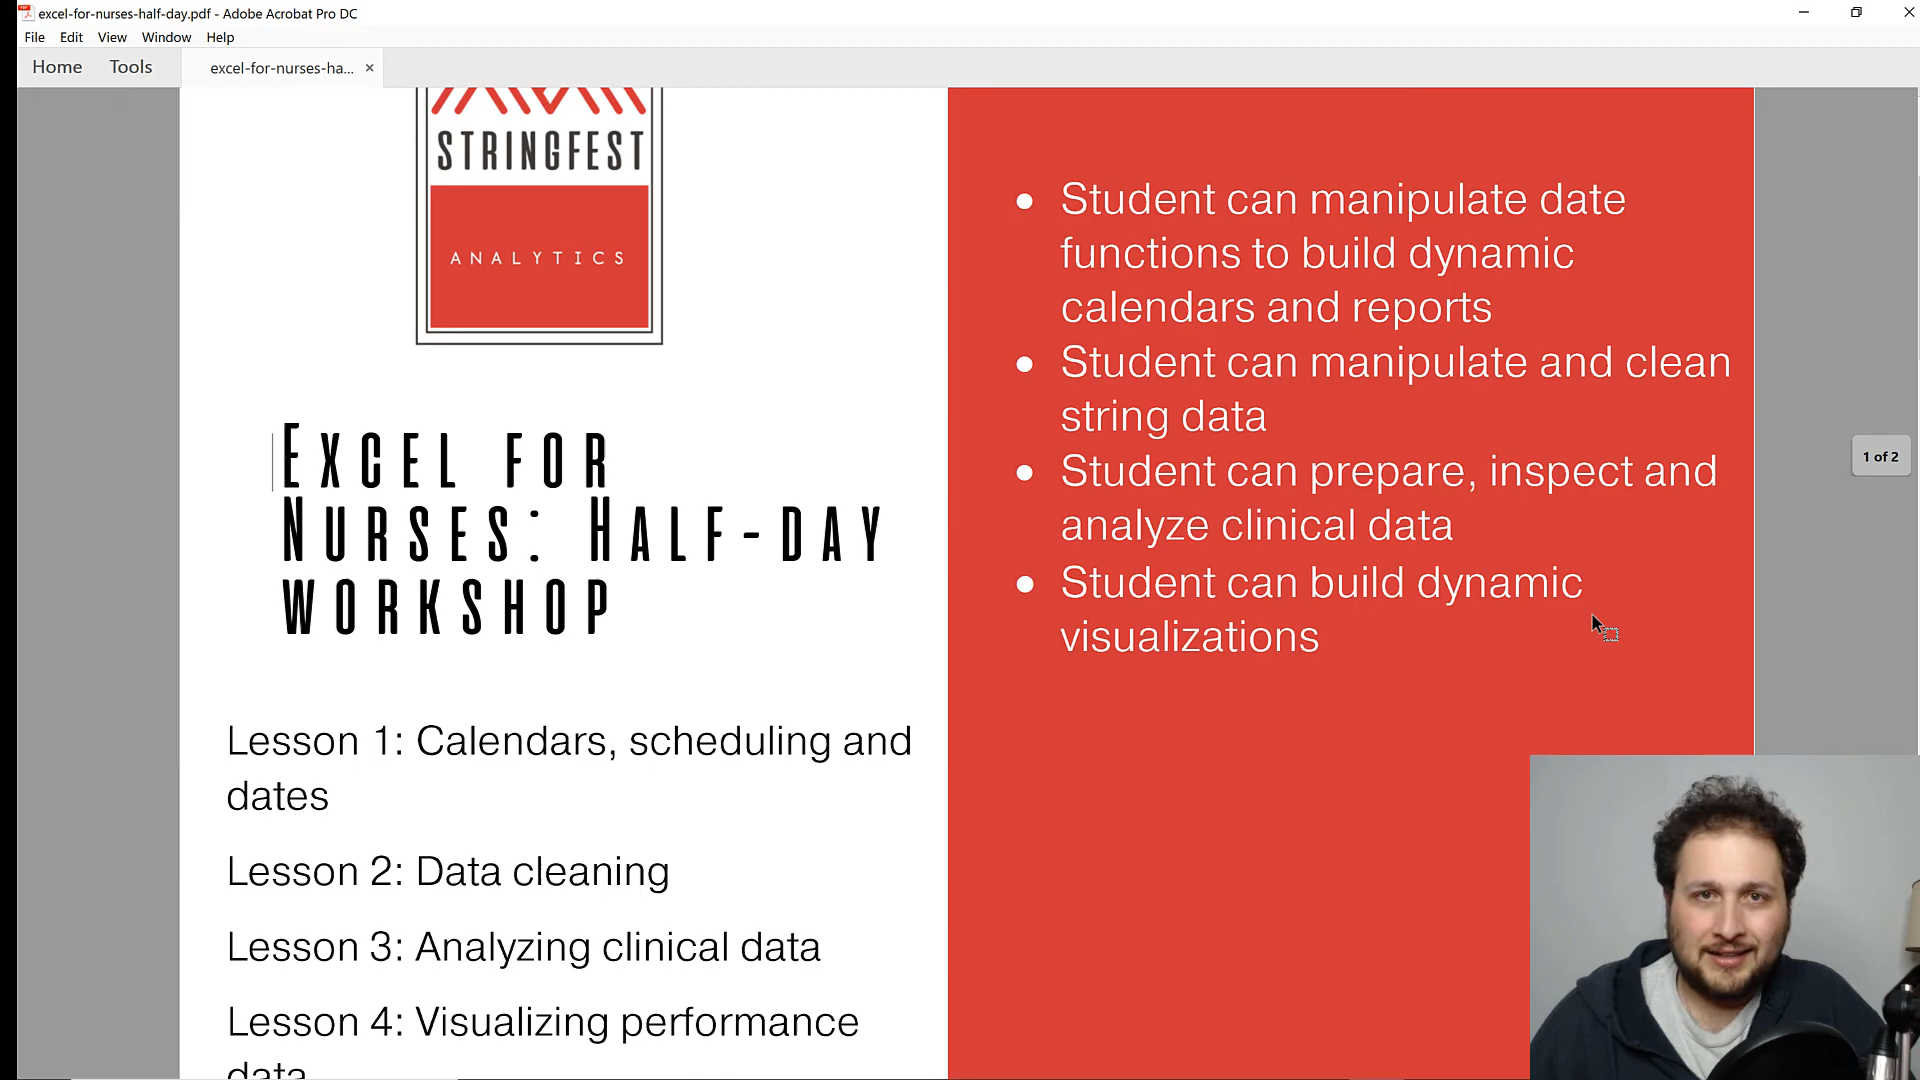 excel-for-nurses-half-day.pdf - Adobe Acrobat Pro DC
File Edit View Window Help
Home Tools excel-for-nurses-ha... ×
STRINGFEST
ANALYTICS
EXCEL FOR
NURSES: HALF-DAY
WORKSHOP
Lesson 1: Calendars, scheduling and
dates
Lesson 2: Data cleaning
Lesson 3: Analyzing clinical data
Lesson 4: Visualizing performance
data
• Student can manipulate date
functions to build dynamic
calendars and reports
• Student can manipulate and clean
string data
• Student can prepare, inspect and
analyze clinical data
• Student can build dynamic
visualizations
1 of 2